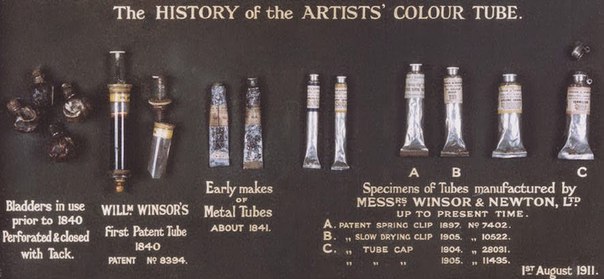 The HISTORY of the ARTISTS' COLOUR TUBE.
Bladders in use
prior to 1840
Perforated & closed
with Tack.
WILLM WINSOR'S
First Patent Tube
1840
PATENT No 8394.
Early makes
OF
Metal Tubes
ABOUT 1841.
A B C
Specimens of Tubes manufactured by
MESSRS WINSOR & NEWTON, LTD
UP TO PRESENT TIME.
A. PATENT SPRING CLIP 1897. No 7402.
B. „ SLOW DRYING CLIP 1905. „ 10522.
C. „ TUBE CAP 1904. „ 28031.
„ „ „ 1905. „ 11435.
1ST August 1911.